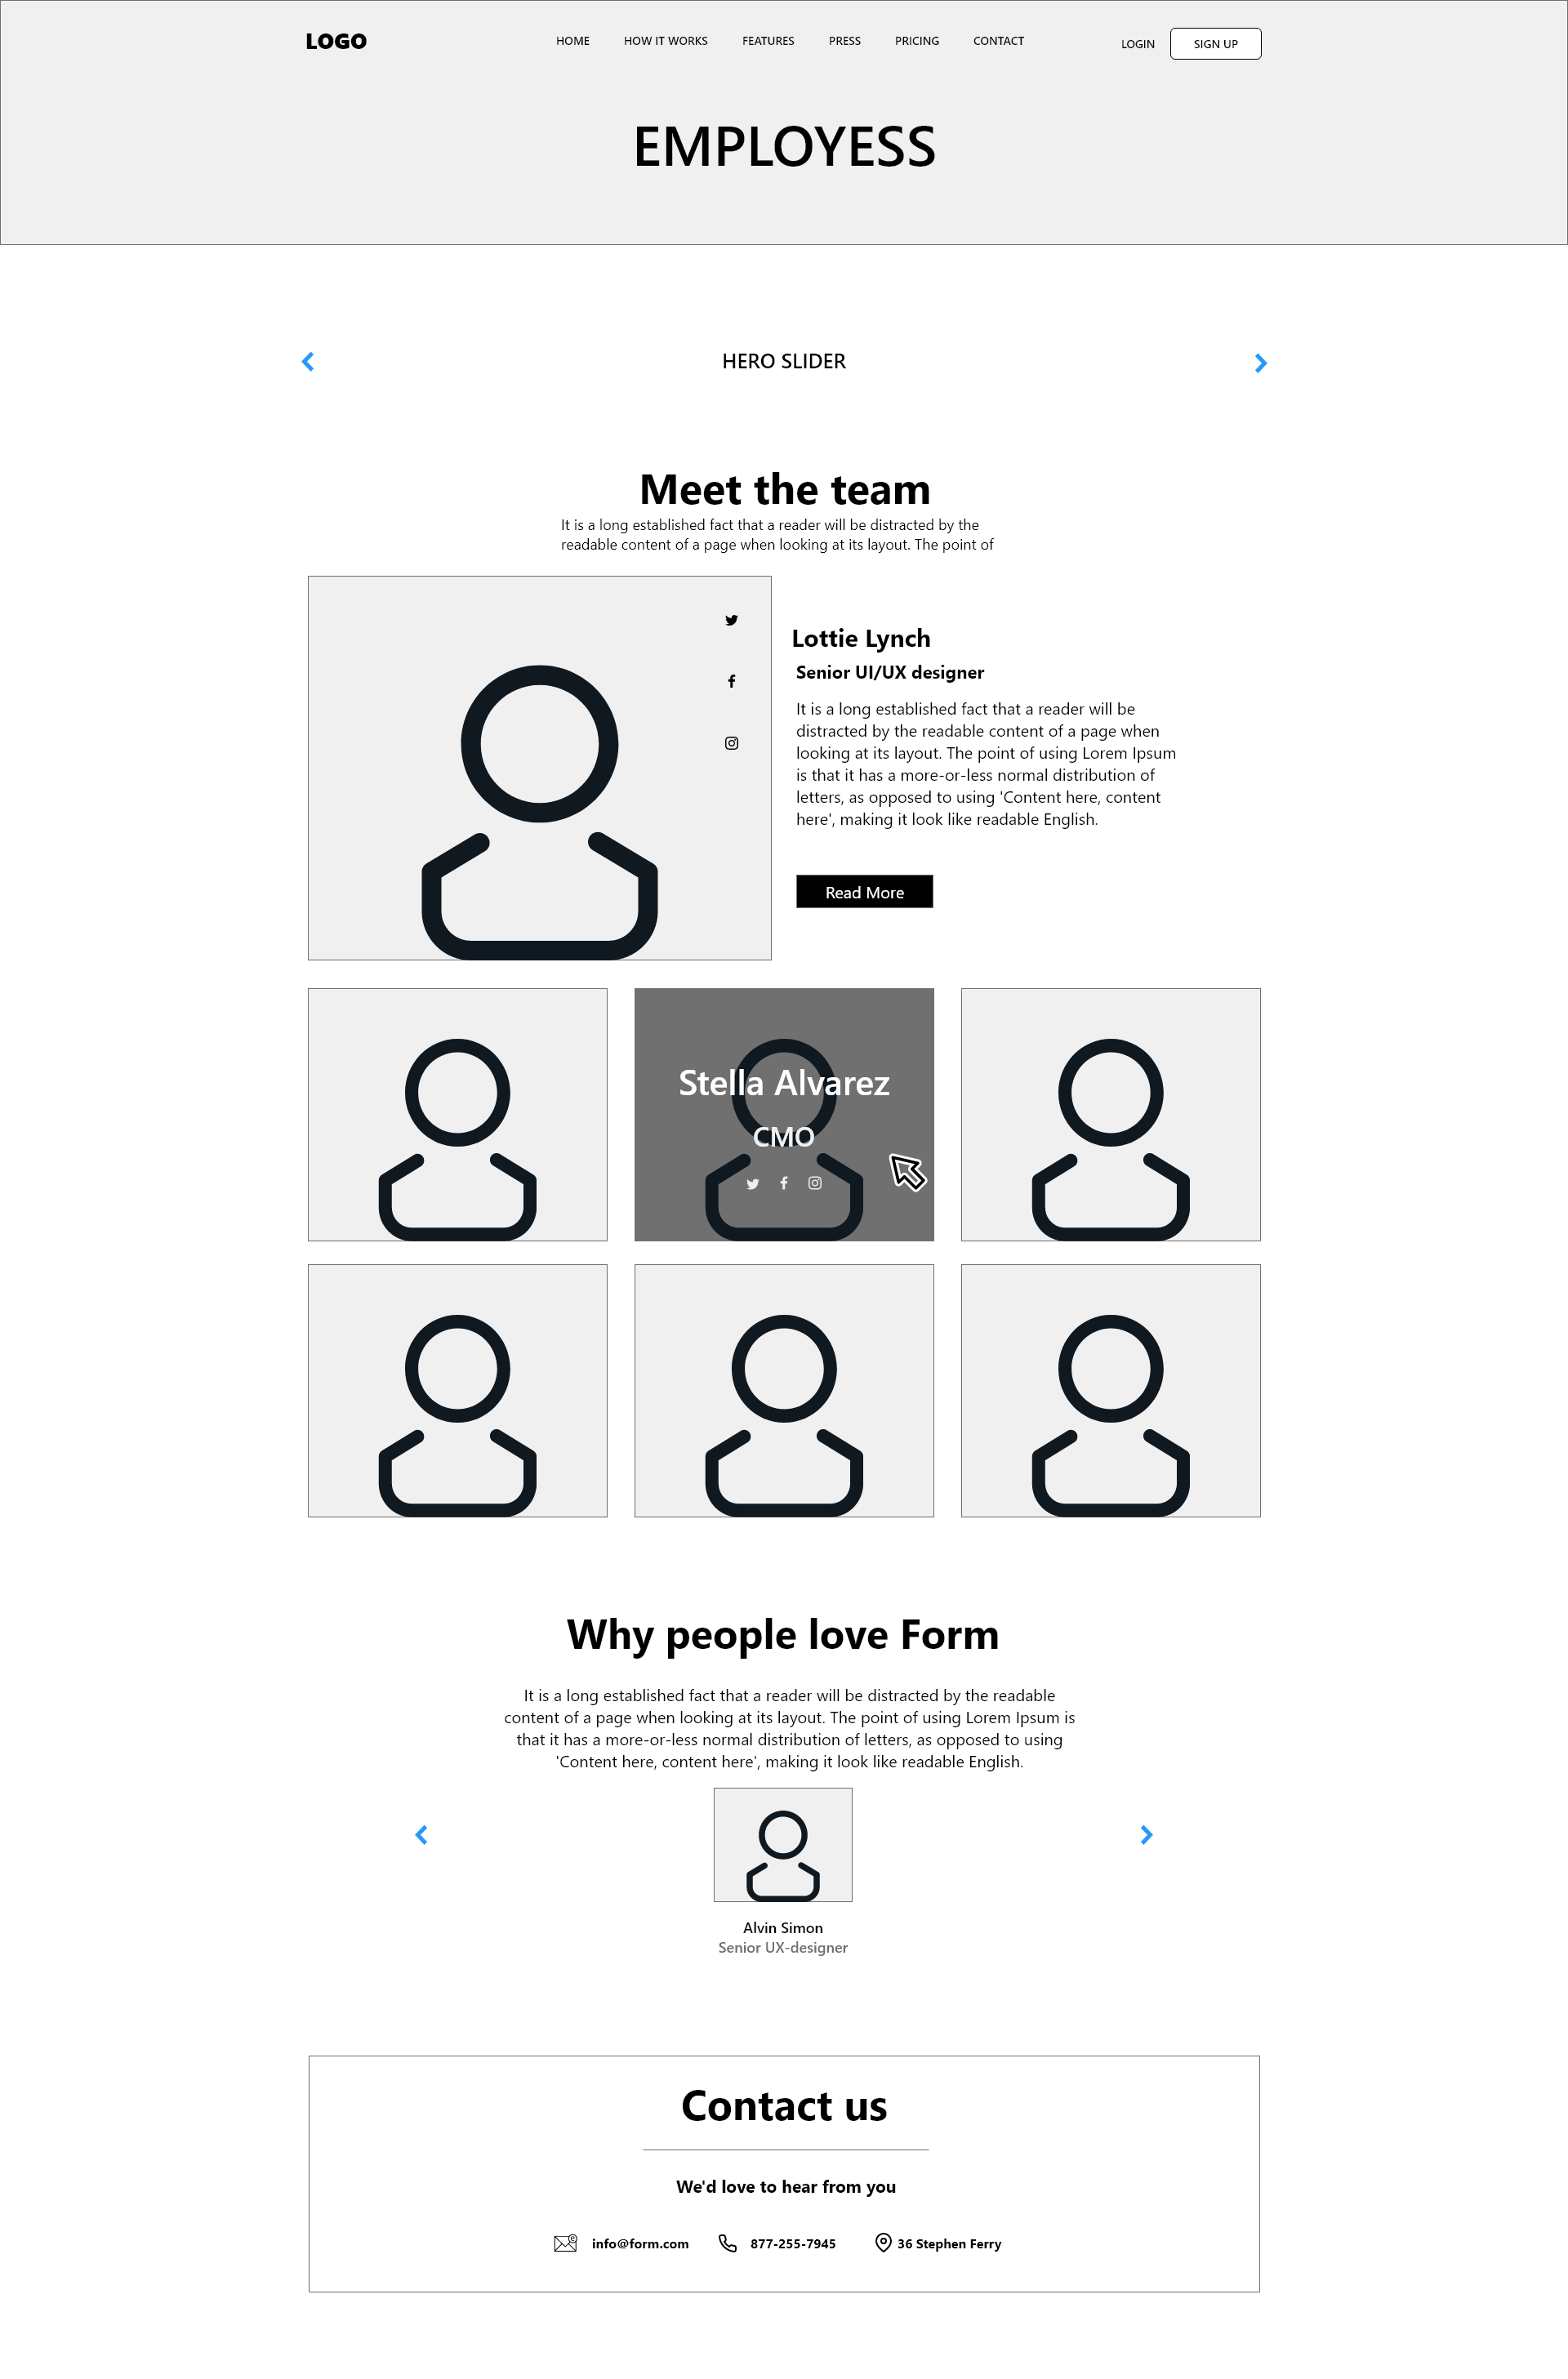 LOGO
HOME
HOW IT WORKS
FEATURES
PRESS
PRICING
CONTACT
LOGIN
SIGN UP
EMPLOYESS
HERO SLIDER
Meet the team
It is a long established fact that a reader will be distracted by the
readable content of a page when looking at its layout. The point of
Lottie Lynch
Senior UI/UX designer
It is a long established fact that a reader will be
distracted by the readable content of a page when
looking at its layout. The point of using Lorem Ipsum
is that it has a more-or-less normal distribution of
letters, as opposed to using 'Content here, content
here', making it look like readable English.
Read More
Stella Alvarez
CMO
Why people love Form
It is a long established fact that a reader will be distracted by the readable
content of a page when looking at its layout. The point of using Lorem Ipsum is
that it has a more-or-less normal distribution of letters, as opposed to using
'Content here, content here', making it look like readable English.
Alvin Simon
Senior UX-designer
Contact us
We'd love to hear from you
info@form.com
877-255-7945
36 Stephen Ferry